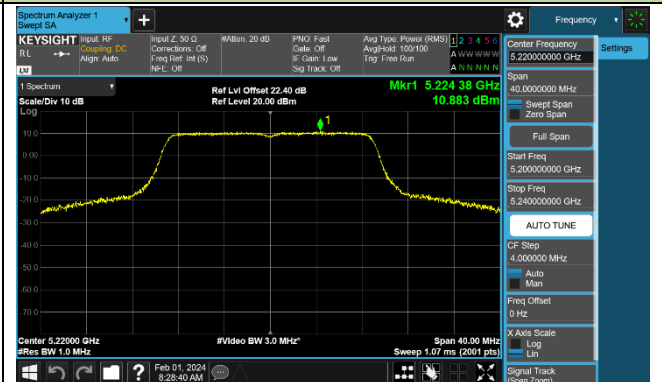 Spectrum Analyzer 1
Swept SA
+
Frequency
KEYSIGHT
RL
LXI
Input: RF
Coupling: DC
Align: Auto
Input Z: 50 Ω
Corrections: Off
Freq Ref: Int (S)
NFE: Off
#Atten: 20 dB
PNO: Fast
Gate: Off
IF Gain: Low
Sig Track: Off
Avg Type: Power (RMS)
Avg|Hold: 100/100
Trig: Free Run
1 2 3 4 5 6
A W W W W W
A N N N N N
1 Spectrum
Scale/Div 10 dB
Log
Ref Lvl Offset 22.40 dB
Ref Level 20.00 dBm
Mkr1 5.224 38 GHz
10.883 dBm
1
10.0
0.00
-10.0
-20.0
-30.0
-40.0
-50.0
-60.0
-70.0
Center 5.22000 GHz
#Res BW 1.0 MHz
#Video BW 3.0 MHz*
Span 40.00 MHz
Sweep 1.07 ms (2001 pts)
Center Frequency
5.220000000 GHz
Settings
Span
40.0000000 MHz
Swept Span
Zero Span
Full Span
Start Freq
5.200000000 GHz
Stop Freq
5.240000000 GHz
AUTO TUNE
CF Step
4.000000 MHz
Auto
Man
Freq Offset
0 Hz
X Axis Scale
Log
Lin
Signal Track
(Span Zoom)
?
Feb 01, 2024
8:28:40 AM